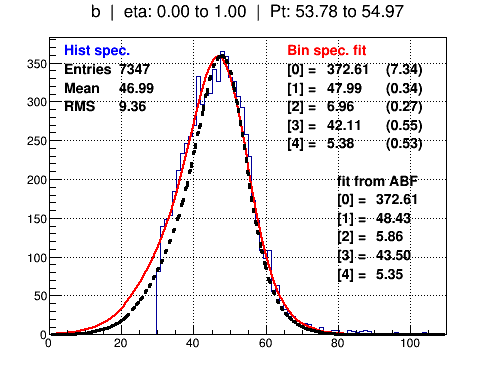 b | eta: 0.00 to 1.00 | Pt: 53.78 to 54.97
Hist spec.
Entries 7347
Mean 46.99
RMS 9.36
Bin spec. fit
[0] = 372.61 (7.34)
[1] = 47.99 (0.34)
[2] = 6.96 (0.27)
[3] = 42.11 (0.55)
[4] = 5.38 (0.53)
fit from ABF
[0] = 372.61
[1] = 48.43
[2] = 5.86
[3] = 43.50
[4] = 5.35
350
300
250
200
150
100
50
0
0 20 40 60 80 100